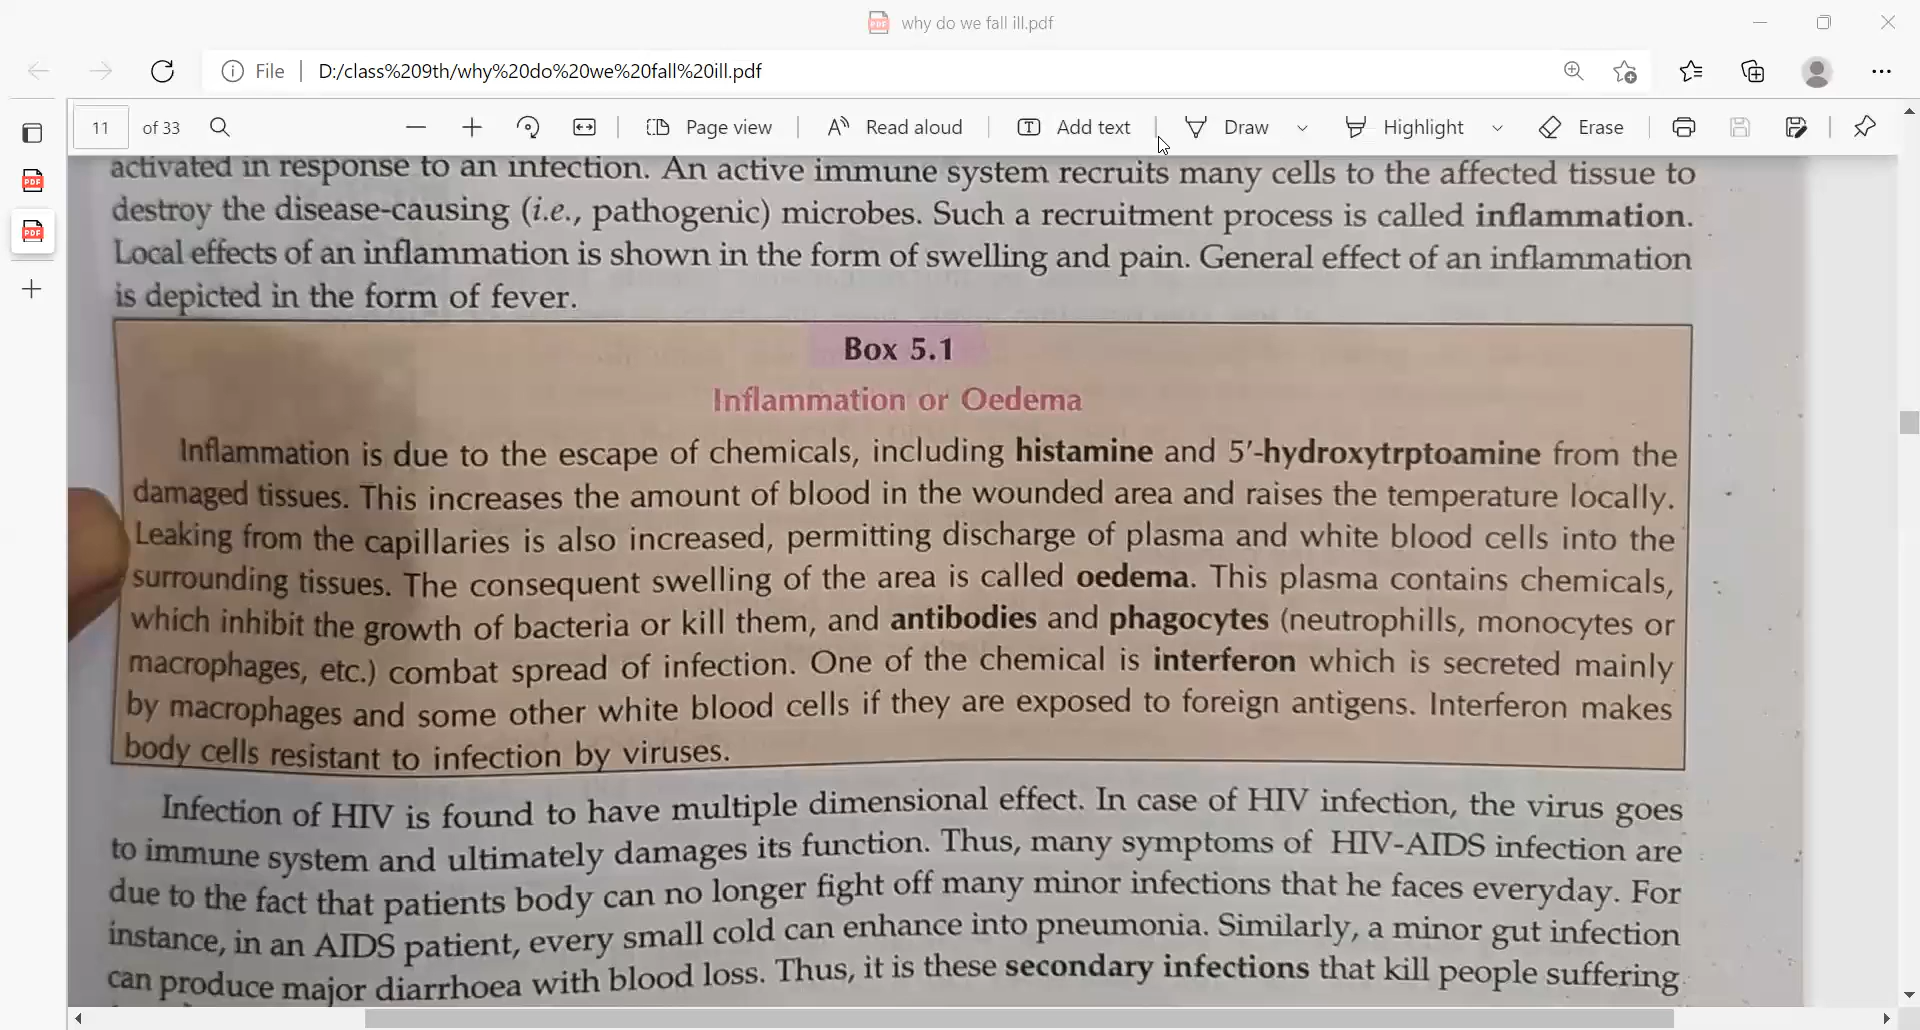 why do we fall ill.pdf
File D:/class%209th/why%20do%20we%20fall%20ill.pdf
11 of 33 Page view Read aloud Add text Draw Highlight Erase
activated in response to an infection. An active immune system recruits many cells to the affected tissue to
destroy the disease-causing (i.e., pathogenic) microbes. Such a recruitment process is called inflammation.
Local effects of an inflammation is shown in the form of swelling and pain. General effect of an inflammation
is depicted in the form of fever.
Box 5.1
Inflammation or Oedema
Inflammation is due to the escape of chemicals, including histamine and 5′-hydroxytrptoamine from the
damaged tissues. This increases the amount of blood in the wounded area and raises the temperature locally.
Leaking from the capillaries is also increased, permitting discharge of plasma and white blood cells into the
surrounding tissues. The consequent swelling of the area is called oedema. This plasma contains chemicals,
which inhibit the growth of bacteria or kill them, and antibodies and phagocytes (neutrophills, monocytes or
macrophages, etc.) combat spread of infection. One of the chemical is interferon which is secreted mainly
by macrophages and some other white blood cells if they are exposed to foreign antigens. Interferon makes
body cells resistant to infection by viruses.
Infection of HIV is found to have multiple dimensional effect. In case of HIV infection, the virus goes
to immune system and ultimately damages its function. Thus, many symptoms of HIV-AIDS infection are
due to the fact that patients body can no longer fight off many minor infections that he faces everyday. For
instance, in an AIDS patient, every small cold can enhance into pneumonia. Similarly, a minor gut infection
can produce major diarrhoea with blood loss. Thus, it is these secondary infections that kill people suffering